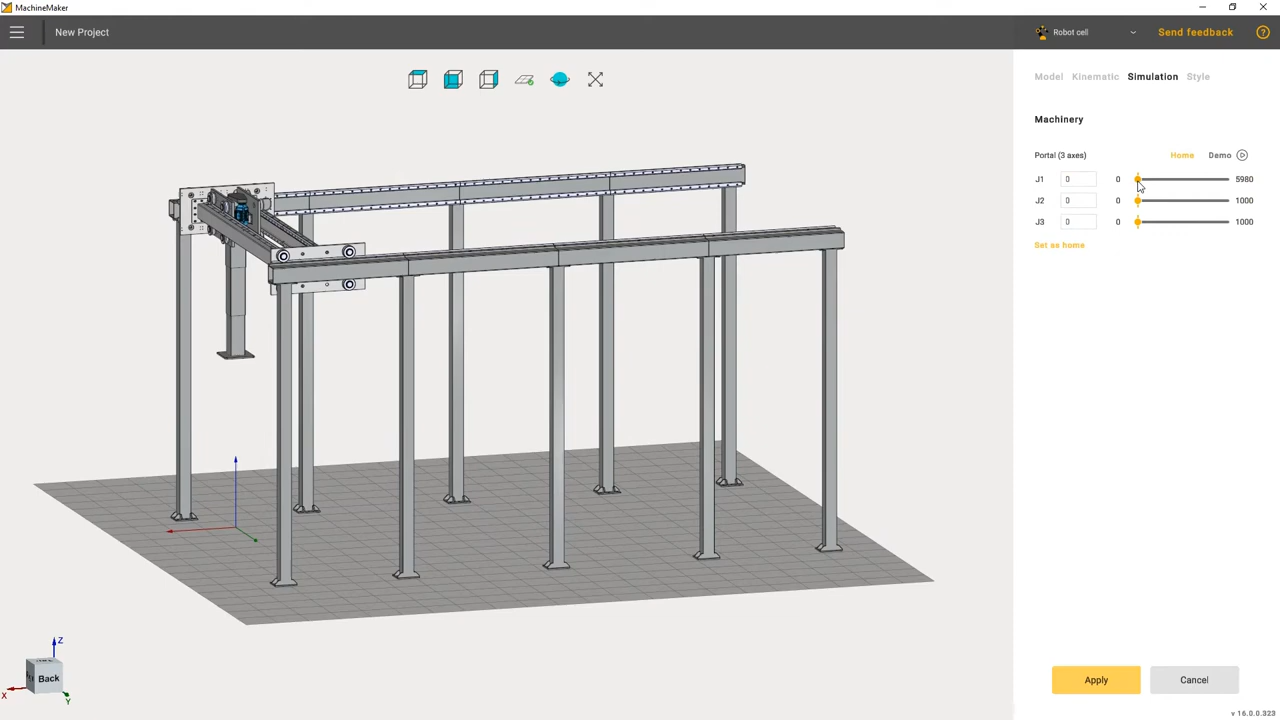 MachineMaker
New Project
Robot cell
Send feedback
?
Model Kinematic Simulation Style
Machinery
Portal (3 axes) Home Demo
J1 0 0 5980
J2 0 0 1000
J3 0 0 1000
Set as home
Z
Back
X
Y
Apply Cancel
v 16.0.0.323